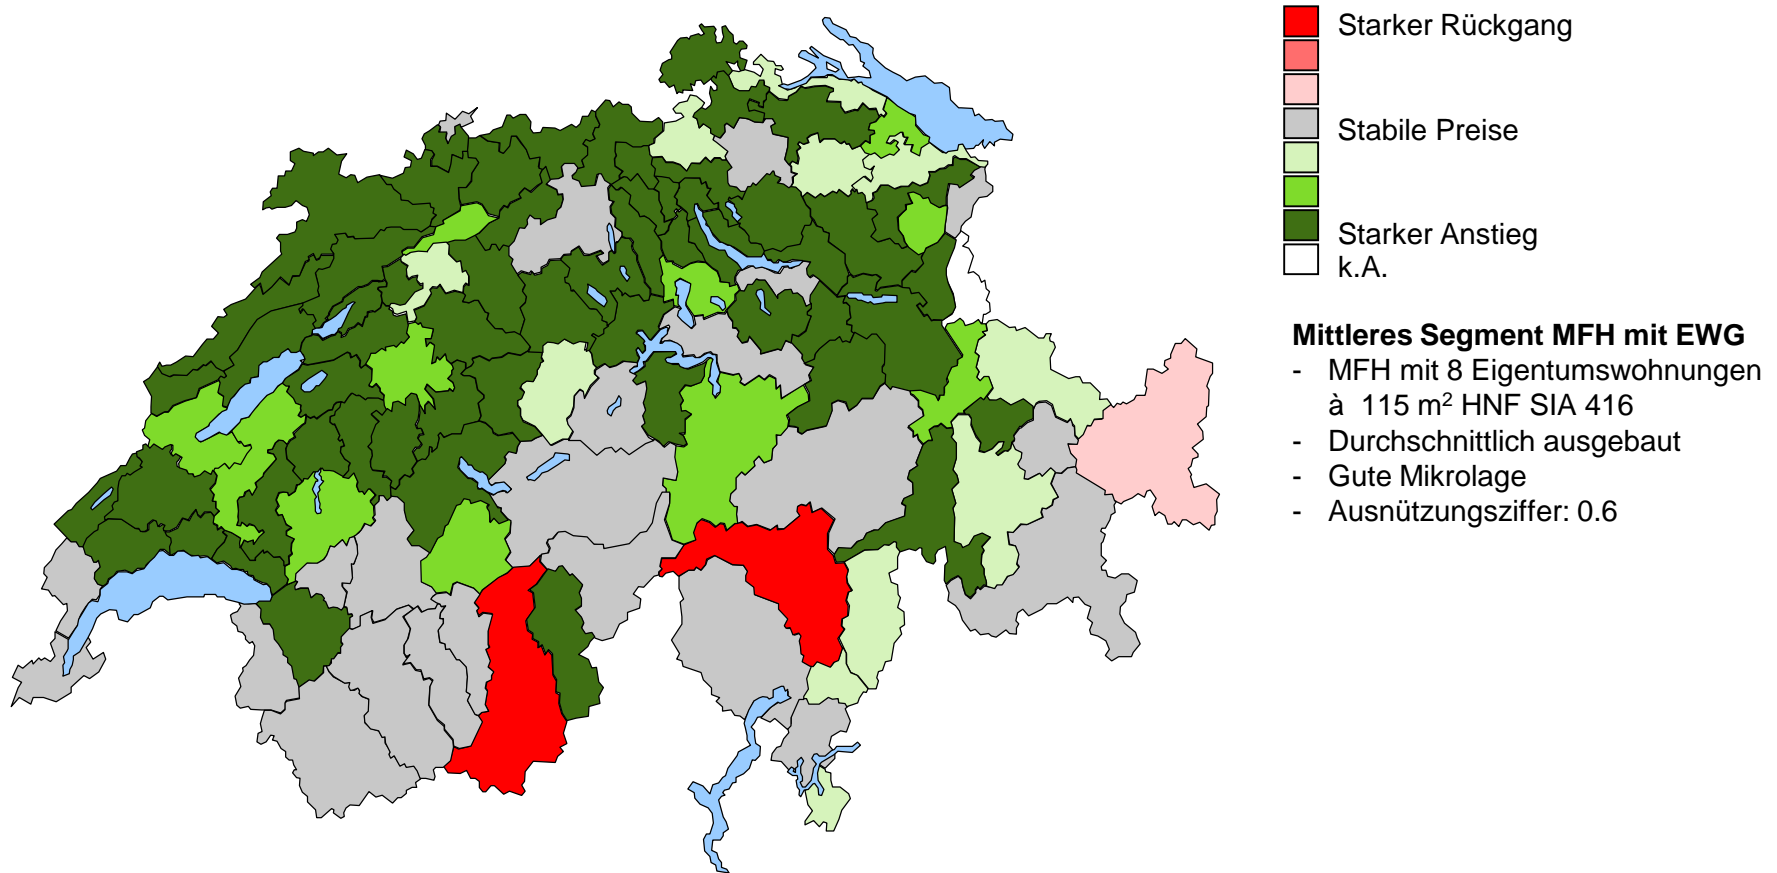 Starker Rückgang
Stabile Preise
Starker Anstieg
k.A.
Mittleres Segment MFH mit EWG
- MFH mit 8 Eigentumswohnungen
à 115 m² HNF SIA 416
- Durchschnittlich ausgebaut
- Gute Mikrolage
- Ausnützungsziffer: 0.6